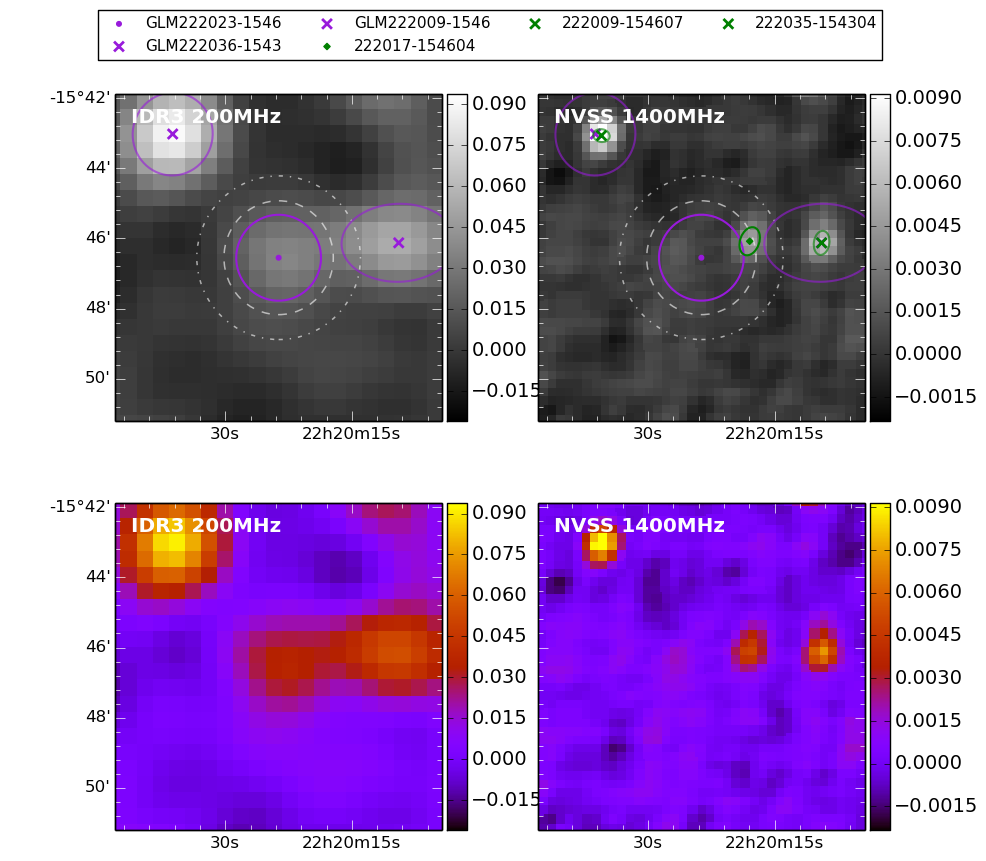 GLM222023-1546 GLM222009-1546 222009-154607 222035-154304
GLM222036-1543 222017-154604
-15°42' IDR3 200MHz 0.090 NVSS 1400MHz 0.0090
0.075 0.0075
44' 0.060 0.0060
46' 0.045 0.0045
0.030 0.0030
48' 0.015 0.0015
50' 0.000 0.0000
−0.015 −0.0015
30s 22h20m15s 30s 22h20m15s
-15°42' IDR3 200MHz 0.090 NVSS 1400MHz 0.0090
0.075 0.0075
44' 0.060 0.0060
46' 0.045 0.0045
0.030 0.0030
48' 0.015 0.0015
50' 0.000 0.0000
−0.015 −0.0015
30s 22h20m15s 30s 22h20m15s